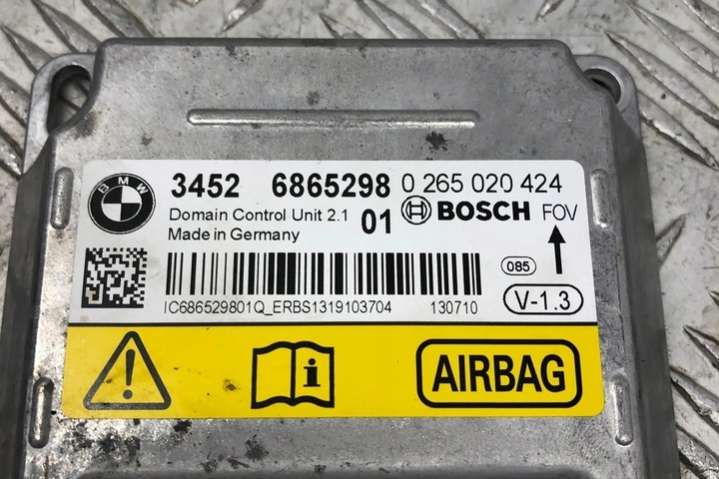 BMW
3452 6865298 0 265 020 424
Domain Control Unit 2.1 01 BOSCH FOV
Made in Germany
085
IC686529801Q_ERBS1319103704 130710
V-1.3
i
AIRBAG